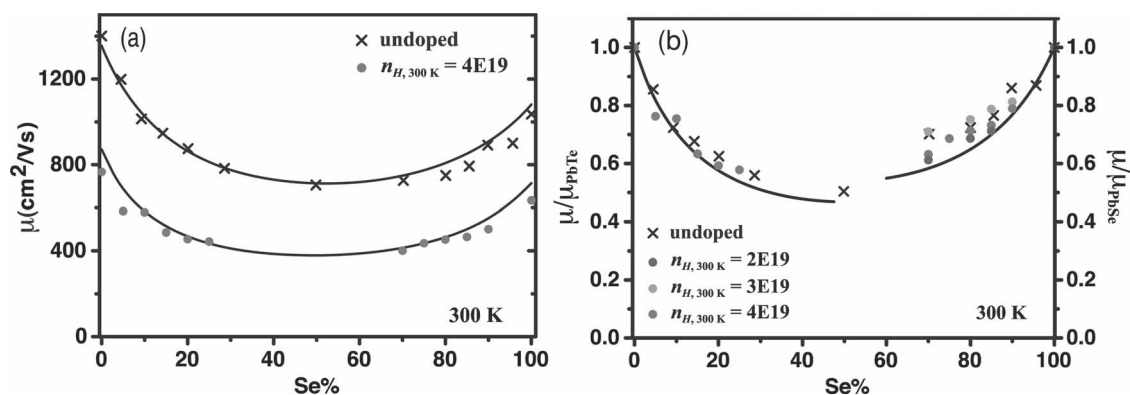 (a)
× undoped
● n_H, 300 K = 4E19
1200
800
400
0
μ(cm²/Vs)
0 20 40 60 80 100
Se%
300 K
(b)
1.0
0.8
0.6
0.4
0.2
0.0
μ/μPbTe
× undoped
● n_H, 300 K = 2E19
● n_H, 300 K = 3E19
● n_H, 300 K = 4E19
300 K
0 20 40 60 80 100
Se%
1.0
0.8
0.6
0.4
0.2
0.0
μ/μPbSe